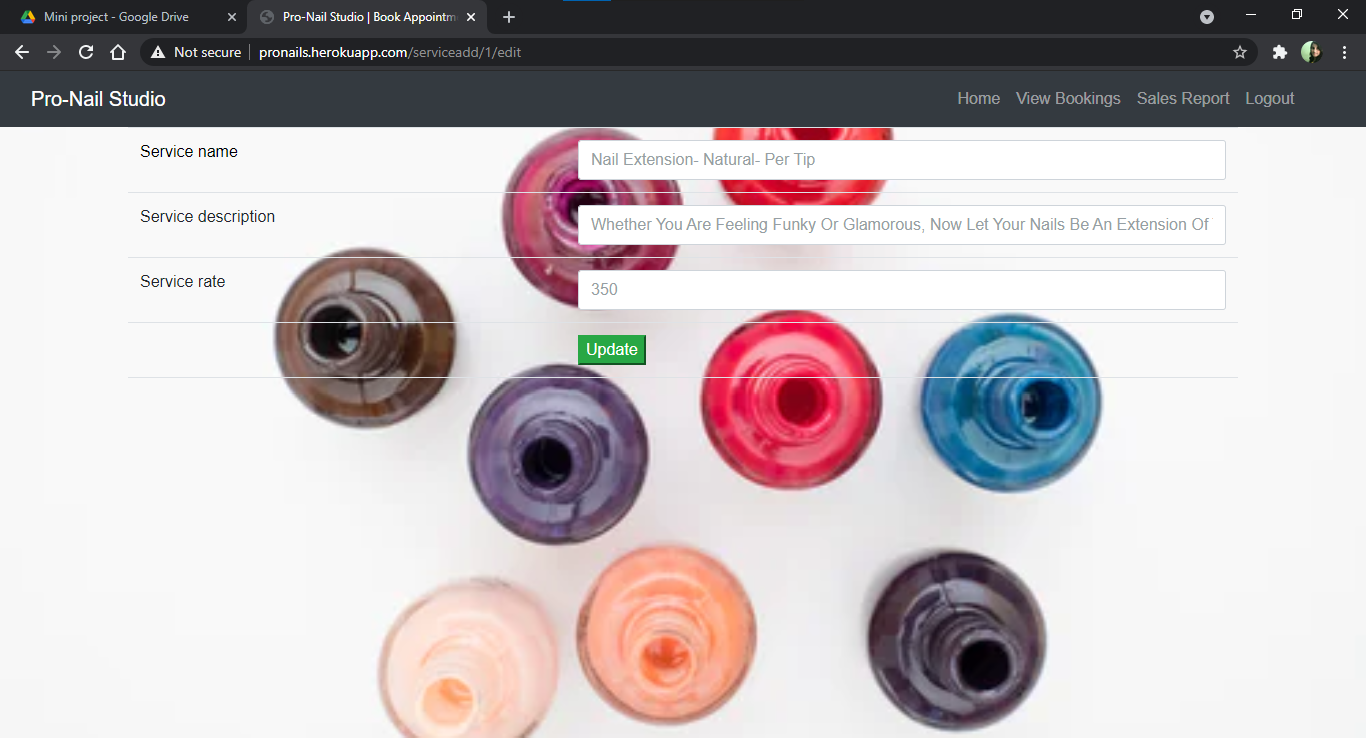 Mini project - Google Drive
Pro-Nail Studio | Book Appointm
Not secure
pronails.herokuapp.com/serviceadd/1/edit
Pro-Nail Studio
Home View Bookings Sales Report Logout
Service name
Nail Extension- Natural- Per Tip
Service description
Whether You Are Feeling Funky Or Glamorous, Now Let Your Nails Be An Extension Of
Service rate
350
Update